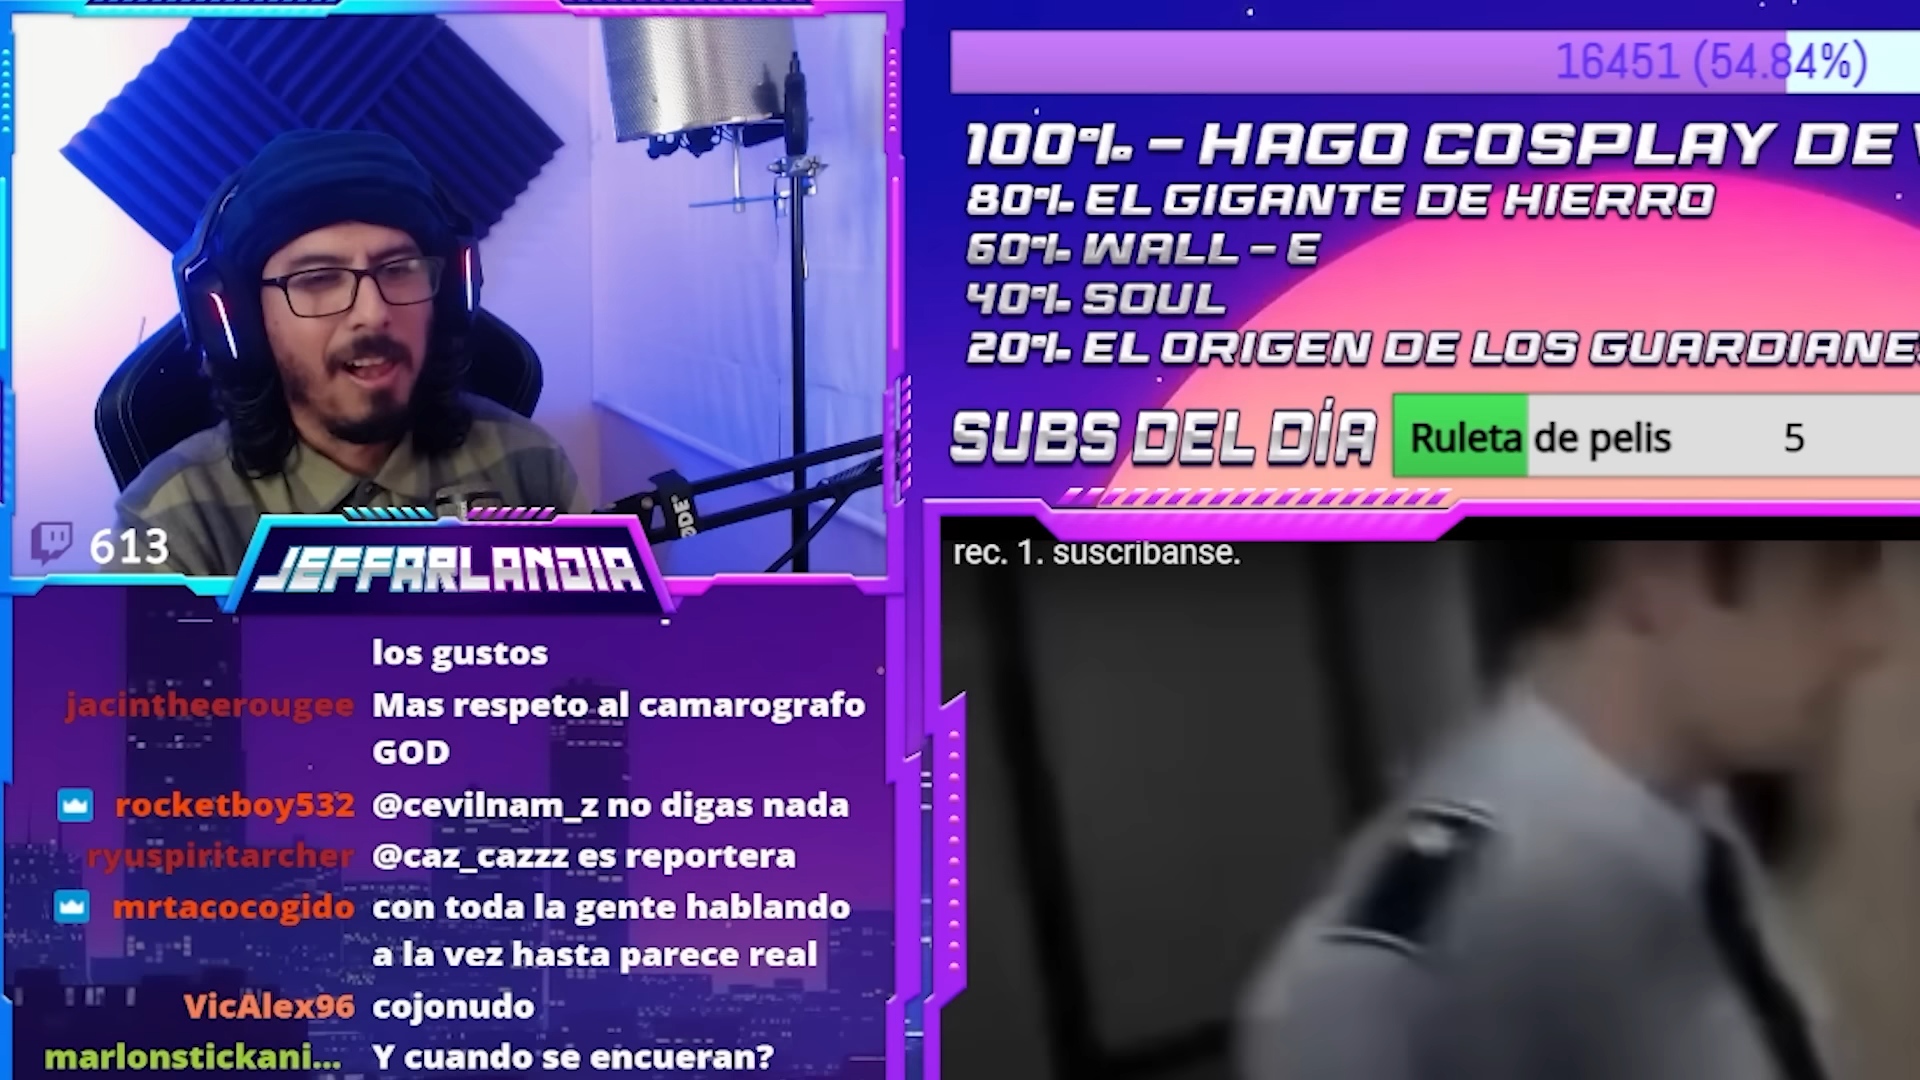 16451 (54.84%)
100% - HAGO COSPLAY DE
80% EL GIGANTE DE HIERRO
60% WALL - E
40% SOUL
20% EL ORIGEN DE LOS GUARDIANES
SUBS DEL DÍA Ruleta de pelis 5
613
JEFFARLANDIA
rec. 1. suscribanse.
los gustos
jacintheerougee Mas respeto al camarografo
GOD
rocketboy532 @cevilnam_z no digas nada
ryuspiritarcher @caz_cazzz es reportera
mrtacocogido con toda la gente hablando
a la vez hasta parece real
VicAlex96 cojonudo
marlonstickani... Y cuando se encueran?